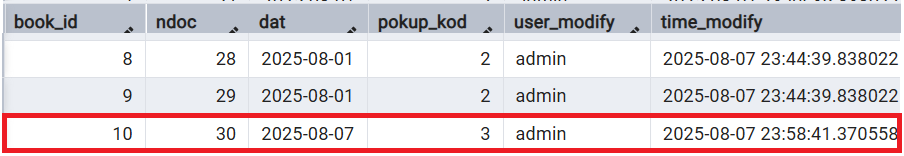 book_id ndoc dat pokup_kod user_modify time_modify
8 28 2025-08-01 2 admin 2025-08-07 23:44:39.838022
9 29 2025-08-01 2 admin 2025-08-07 23:44:39.838022
10 30 2025-08-07 3 admin 2025-08-07 23:58:41.370558